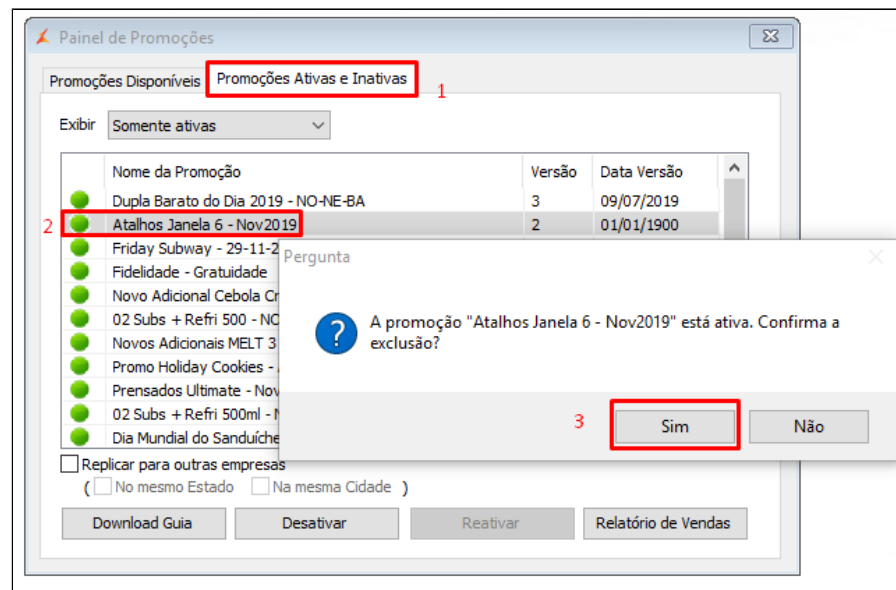 Painel de Promoções
Promoções Disponíveis Promoções Ativas e Inativas
1
Exibir Somente ativas
Nome da Promoção Versão Data Versão
Dupla Barato do Dia 2019 - NO-NE-BA 3 09/07/2019
2 Atalhos Janela 6 - Nov2019 2 01/01/1900
Friday Subway - 29-11-2
Pergunta
Fidelidade - Gratuidade
Novo Adicional Cebola Cr
02 Subs + Refri 500 - NO
Novos Adicionais MELT 3
Promo Holiday Cookies -
Prensados Ultimate - Nov
02 Subs + Refri 500ml - N
Dia Mundial do Sanduíche
A promoção "Atalhos Janela 6 - Nov2019" está ativa. Confirma a
exclusão?
3 Sim Não
Replicar para outras empresas
( No mesmo Estado Na mesma Cidade )
Download Guia Desativar Reativar Relatório de Vendas